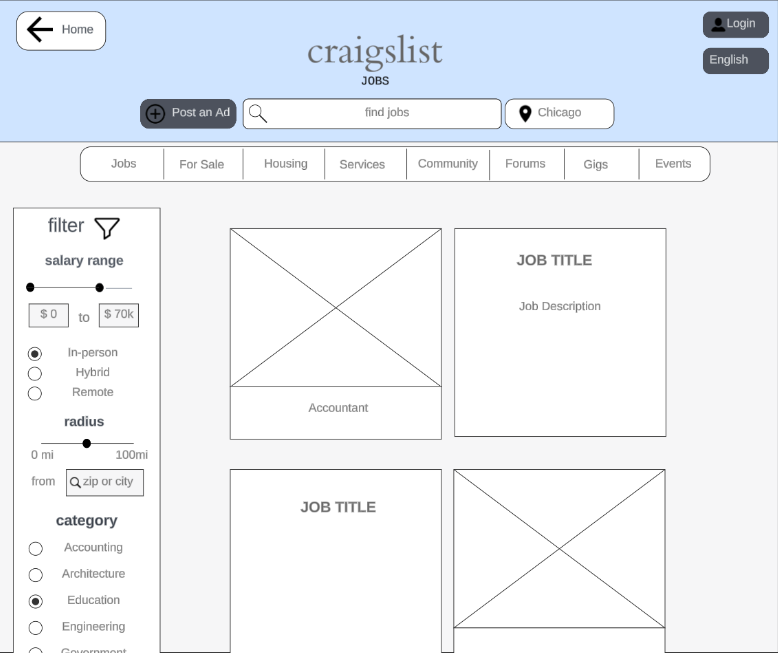 Home
Login
craigslist
English
JOBS
Post an Ad
find jobs
Chicago
Jobs
For Sale
Housing
Services
Community
Forums
Gigs
Events
filter
salary range
$ 0
to
$ 70k
In-person
Hybrid
Remote
radius
0 mi
100mi
from
zip or city
category
Accounting
Architecture
Education
Engineering
Government
JOB TITLE
Job Description
Accountant
JOB TITLE